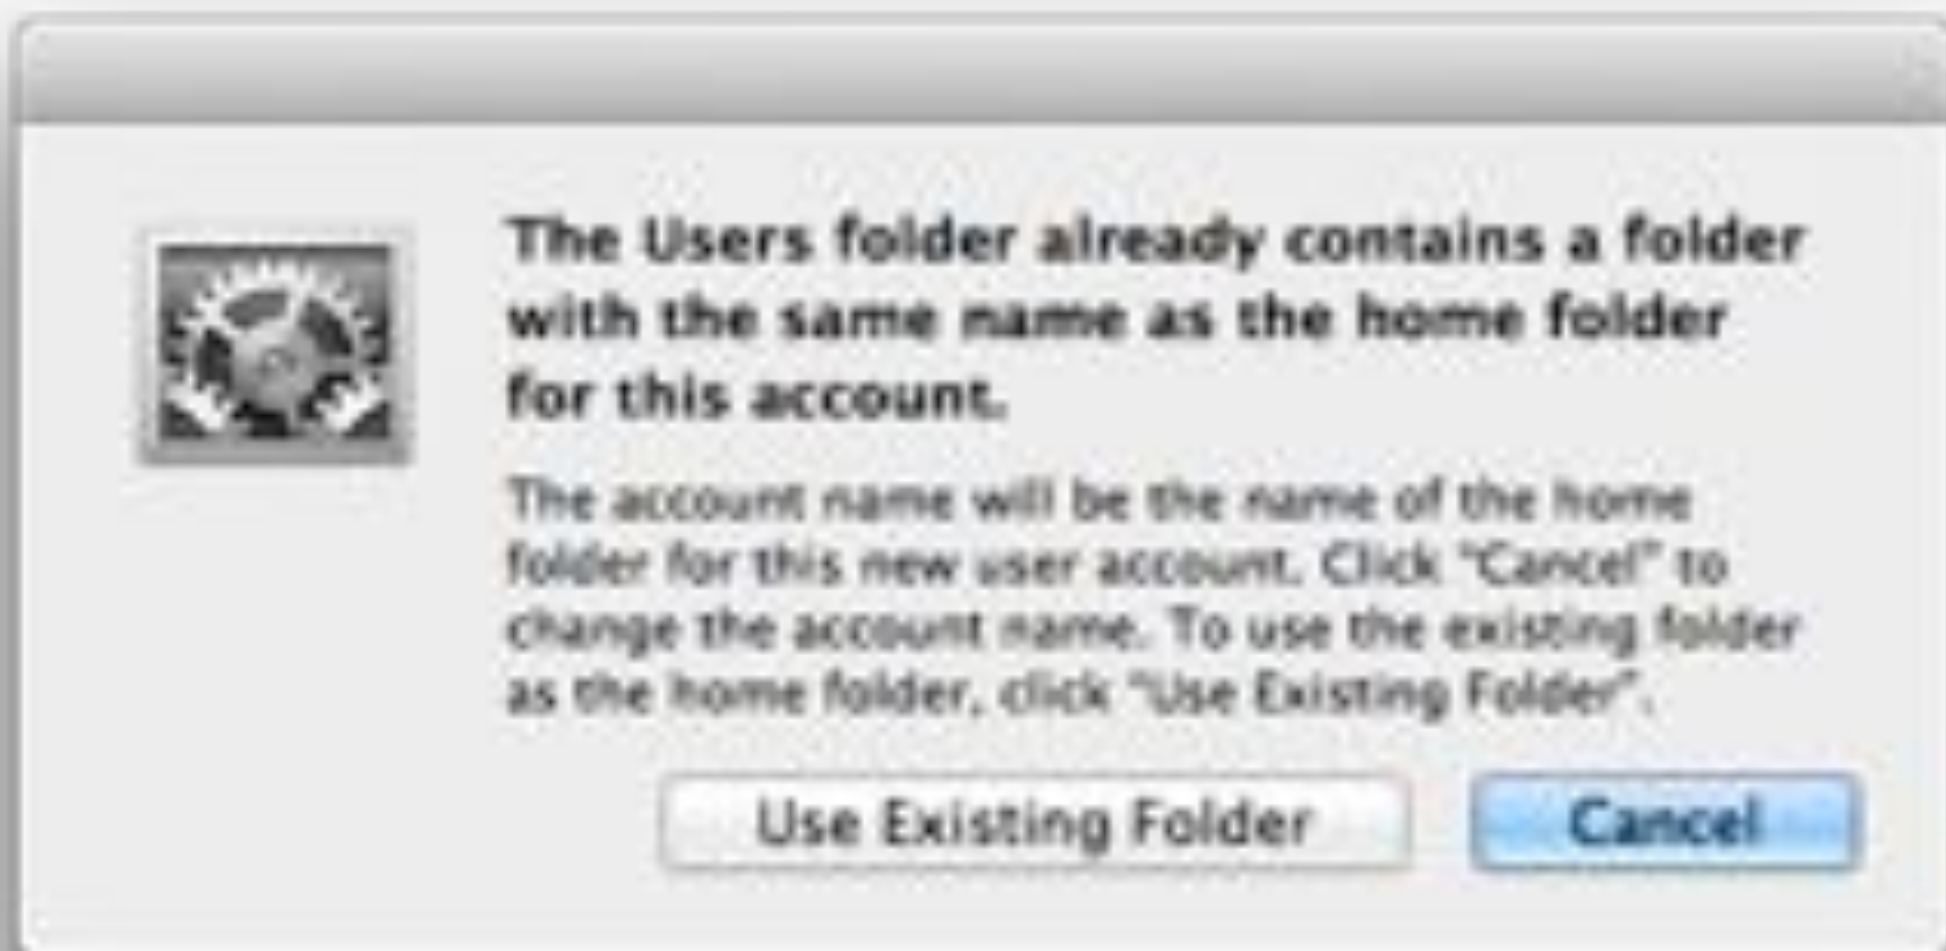 The Users folder already contains a folder
with the same name as the home folder
for this account.
The account name will be the name of the home
folder for this new user account. Click "Cancel" to
change the account name. To use the existing folder
as the home folder, click "Use Existing Folder".
Use Existing Folder
Cancel